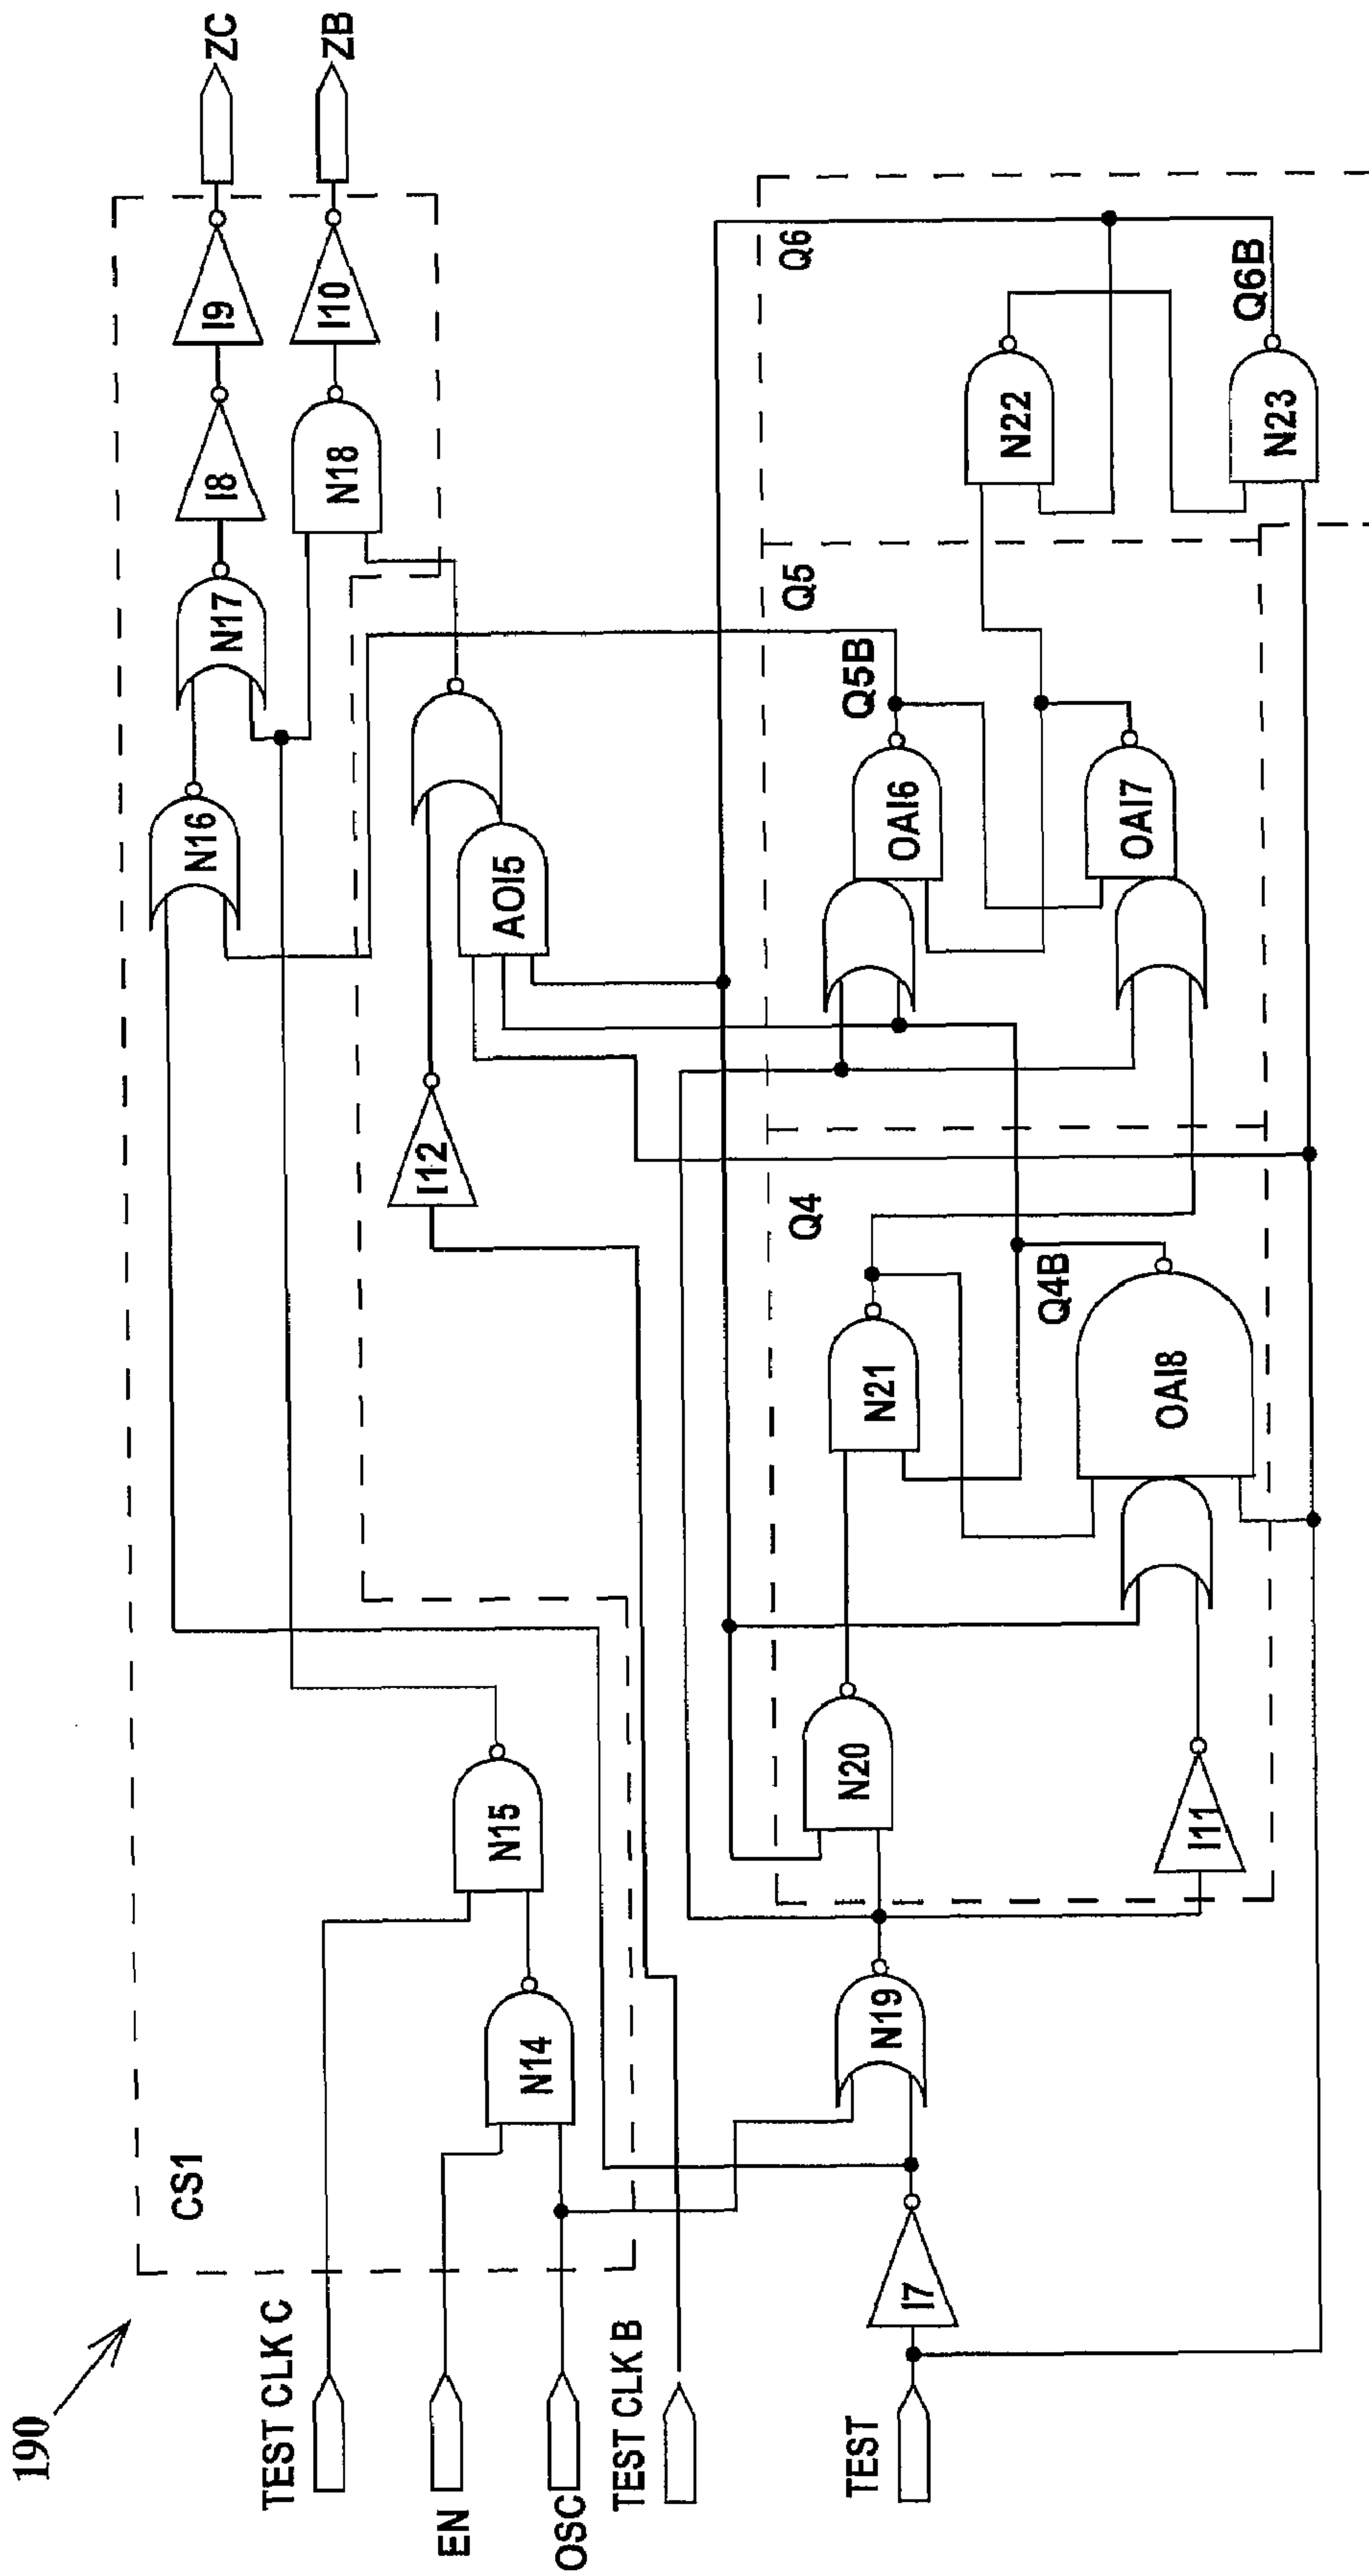 190
CS1
TEST CLK C
EN
OSC
TEST CLK B
TEST
N14
N15
N16
N17
I8
I9
ZC
N18
I10
ZB
I12
AOI5
I7
N19
N20
I11
Q4
N21
OAI8
Q4B
Q5
OAI6
Q5B
OAI7
Q6
N22
N23
Q6B